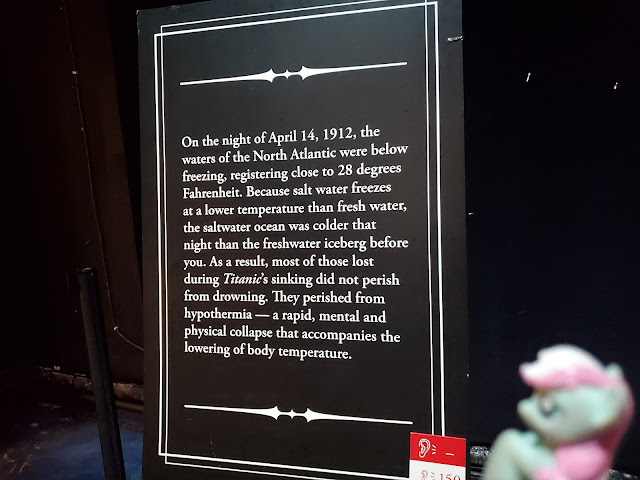 On the night of April 14, 1912, the
waters of the North Atlantic were below
freezing, registering close to 28 degrees
Fahrenheit. Because salt water freezes
at a lower temperature than fresh water,
the saltwater ocean was colder that
night than the freshwater iceberg before
you. As a result, most of those lost
during Titanic's sinking did not perish
from drowning. They perished from
hypothermia — a rapid, mental and
physical collapse that accompanies the
lowering of body temperature.
150